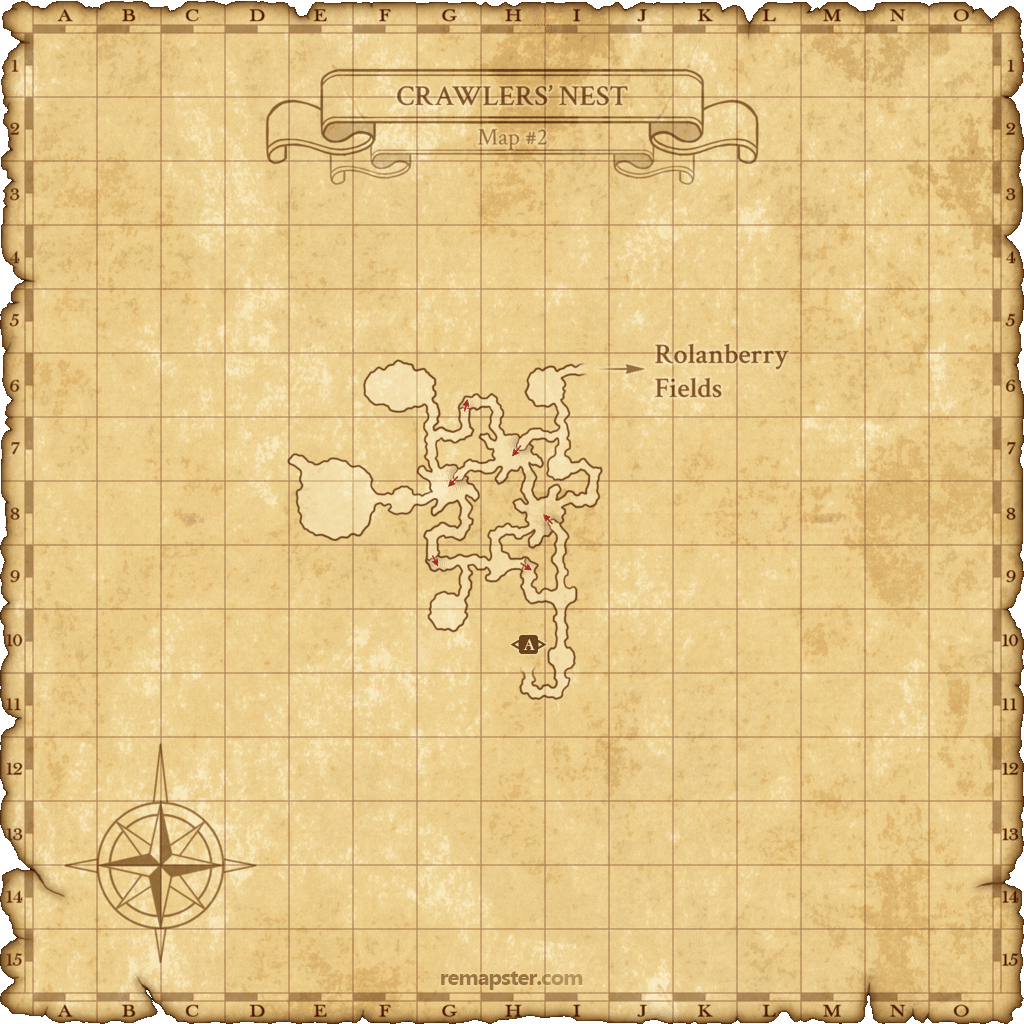 A B C D E F G H I J K L M N O
CRAWLERS' NEST
Map #2
1 1
2 2
3 3
4 4
5 5
Rolanberry
Fields
6 6
7 7
8 8
9 9
10 A 10
11 11
12 12
13 13
14 14
15 15
remapster.com
A B C D E F G H I J K L M N O